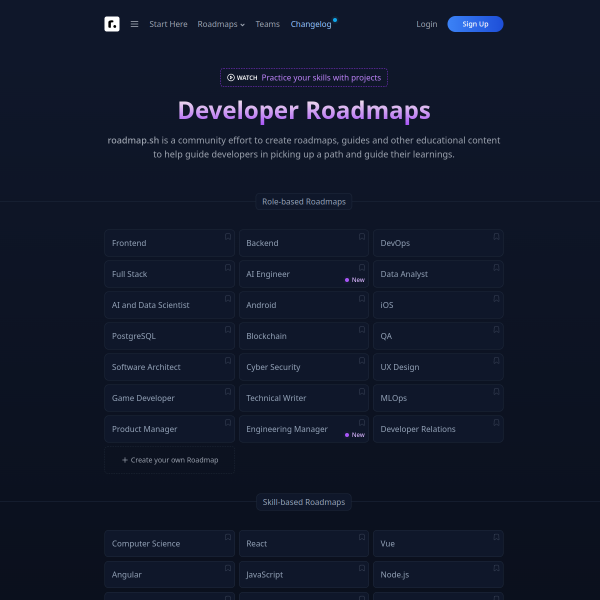 r.
Start Here Roadmaps Teams Changelog Login Sign Up
WATCH Practice your skills with projects
Developer Roadmaps
roadmap.sh is a community effort to create roadmaps, guides and other educational content
to help guide developers in picking up a path and guide their learnings.
Role-based Roadmaps
Frontend Backend DevOps
Full Stack AI Engineer New Data Analyst
AI and Data Scientist Android iOS
PostgreSQL Blockchain QA
Software Architect Cyber Security UX Design
Game Developer Technical Writer MLOps
Product Manager Engineering Manager New Developer Relations
+ Create your own Roadmap
Skill-based Roadmaps
Computer Science React Vue
Angular JavaScript Node.js